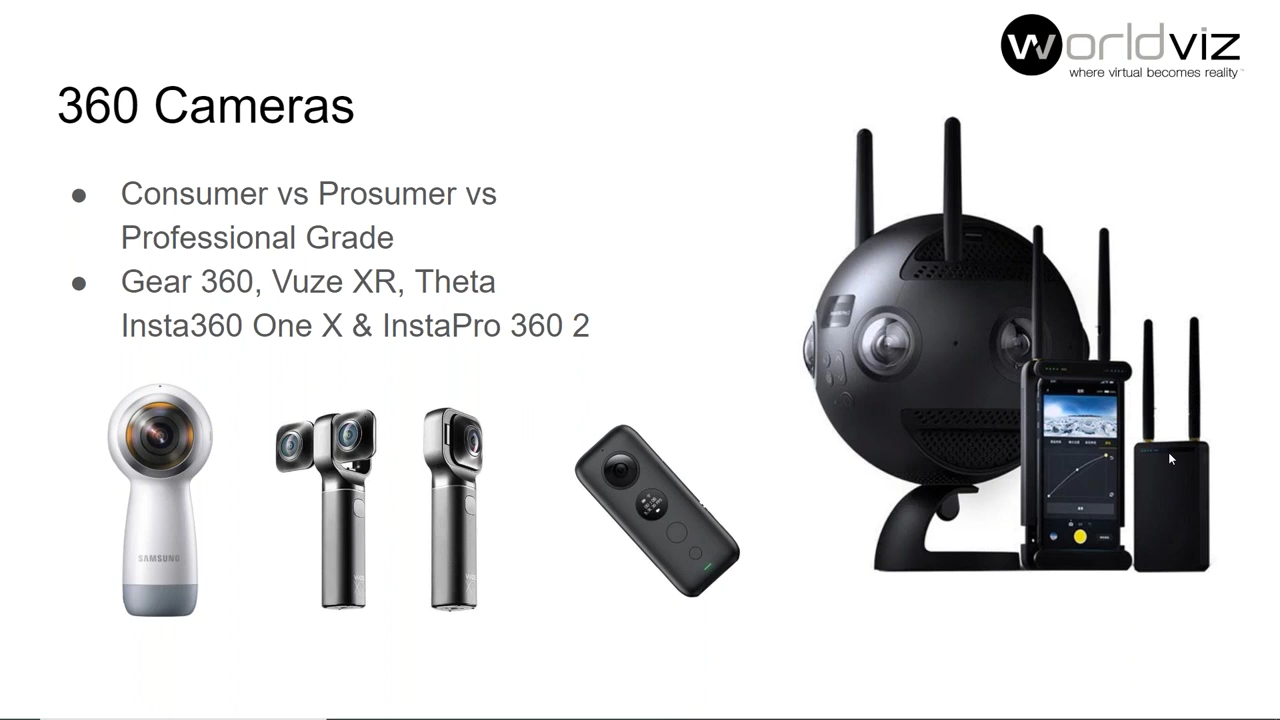 worldviz
where virtual becomes reality
360 Cameras
● Consumer vs Prosumer vs
Professional Grade
● Gear 360, Vuze XR, Theta
Insta360 One X & InstaPro 360 2
SAMSUNG